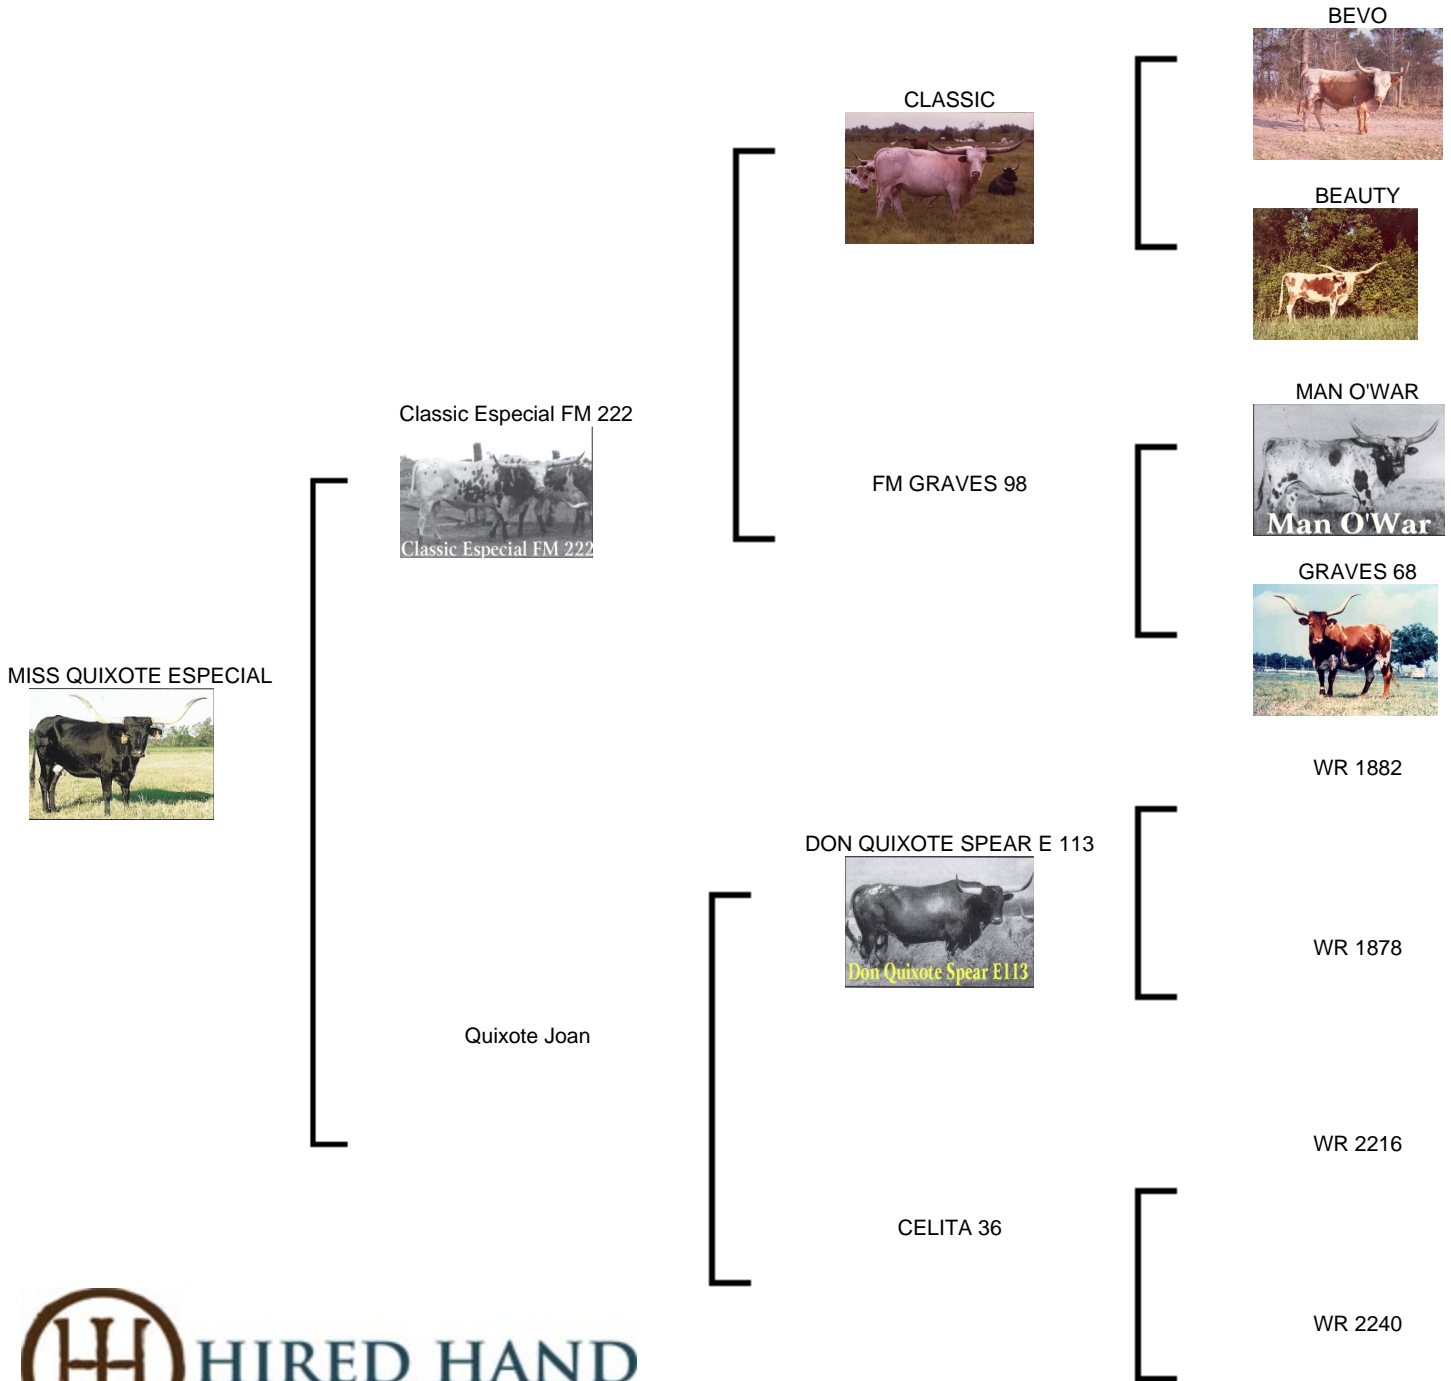 BEVO
CLASSIC
BEAUTY
MAN O'WAR
Classic Especial FM 222
Man O'War
FM GRAVES 98
Classic Especial FM 222
GRAVES 68
MISS QUIXOTE ESPECIAL
WR 1882
DON QUIXOTE SPEAR E 113
Don Quixote Spear E113
WR 1878
Quixote Joan
WR 2216
CELITA 36
WR 2240
HIRED HAND